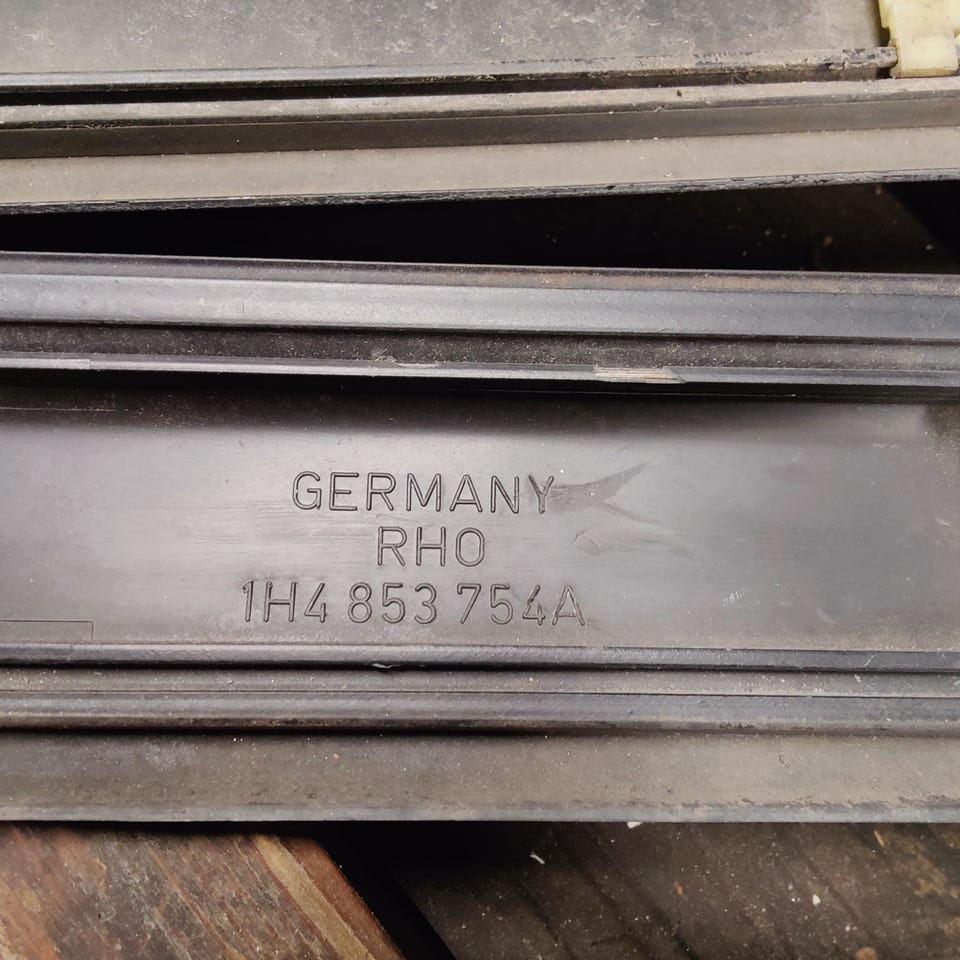 GERMANY
RHO
1H4 853 754A